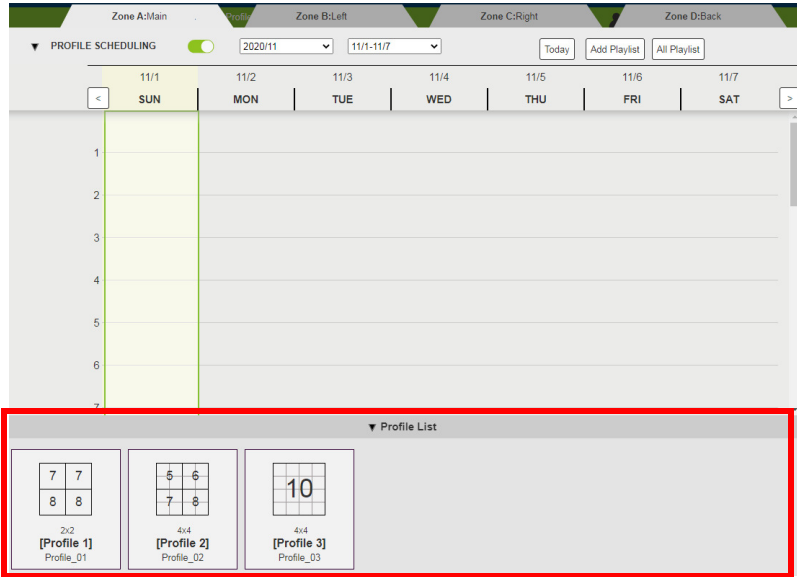 Zone A:Main Profile Zone B:Left Zone C:Right Zone D:Back
▼ PROFILE SCHEDULING 2020/11 11/1-11/7 Today Add Playlist All Playlist
11/1 11/2 11/3 11/4 11/5 11/6 11/7
< SUN MON TUE WED THU FRI SAT >
1
2
3
4
5
6
7
▼ Profile List
7 7 5 6
8 8 7 8 10
2x2 4x4 4x4
[Profile 1] [Profile 2] [Profile 3]
Profile_01 Profile_02 Profile_03